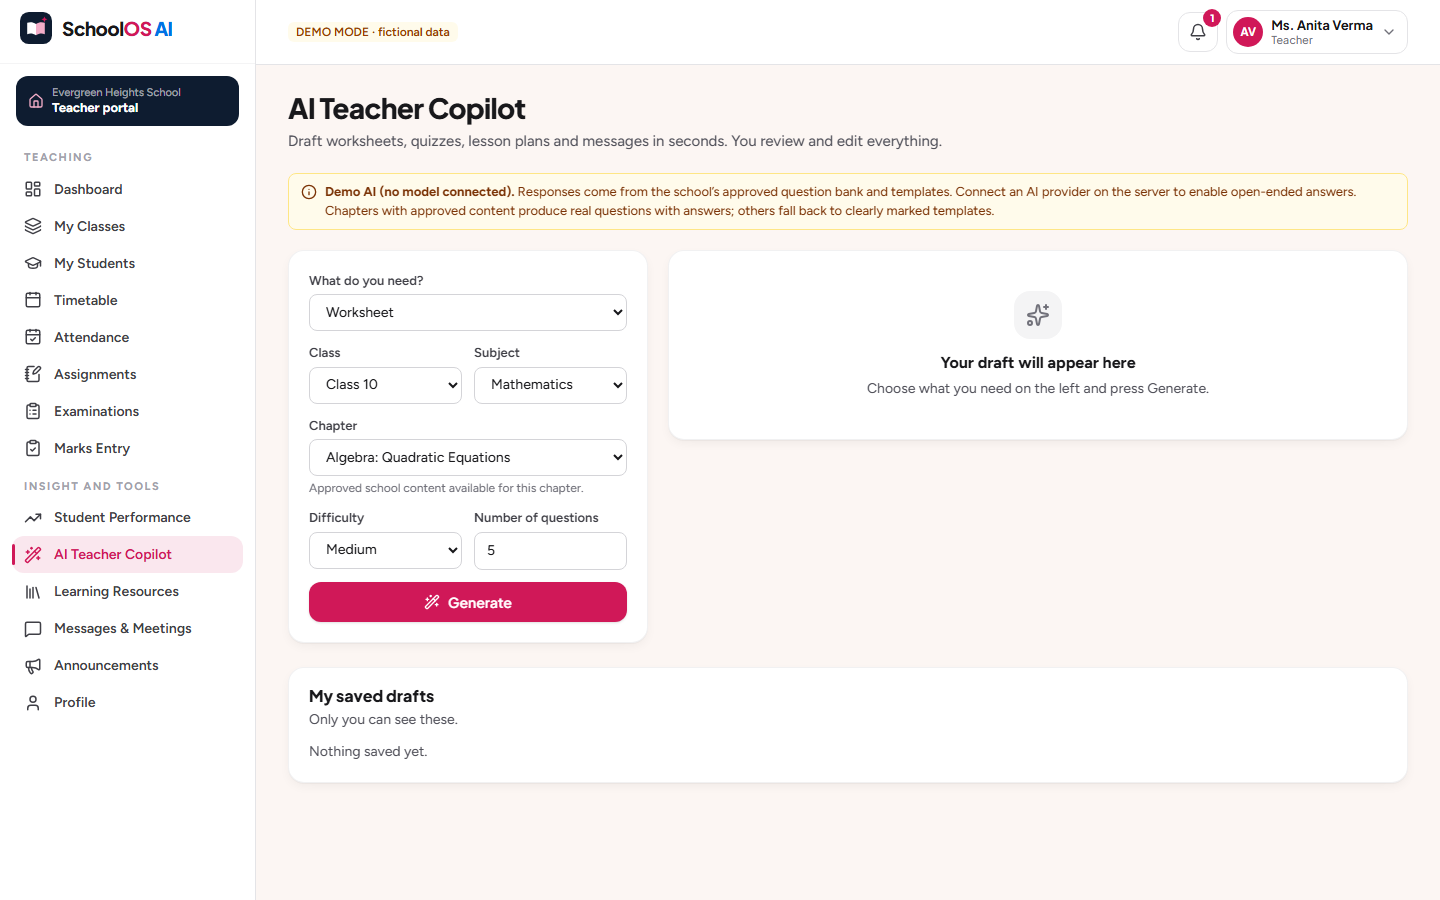 SchoolOS AI
DEMO MODE · fictional data
1
AV
Ms. Anita Verma
Teacher
Evergreen Heights School
Teacher portal
TEACHING
Dashboard
My Classes
My Students
Timetable
Attendance
Assignments
Examinations
Marks Entry
INSIGHT AND TOOLS
Student Performance
AI Teacher Copilot
Learning Resources
Messages & Meetings
Announcements
Profile
AI Teacher Copilot
Draft worksheets, quizzes, lesson plans and messages in seconds. You review and edit everything.
Demo AI (no model connected). Responses come from the school's approved question bank and templates. Connect an AI provider on the server to enable open-ended answers.
Chapters with approved content produce real questions with answers; others fall back to clearly marked templates.
What do you need?
Worksheet
Class
Subject
Class 10
Mathematics
Chapter
Algebra: Quadratic Equations
Approved school content available for this chapter.
Difficulty
Number of questions
Medium
5
Generate
Your draft will appear here
Choose what you need on the left and press Generate.
My saved drafts
Only you can see these.
Nothing saved yet.